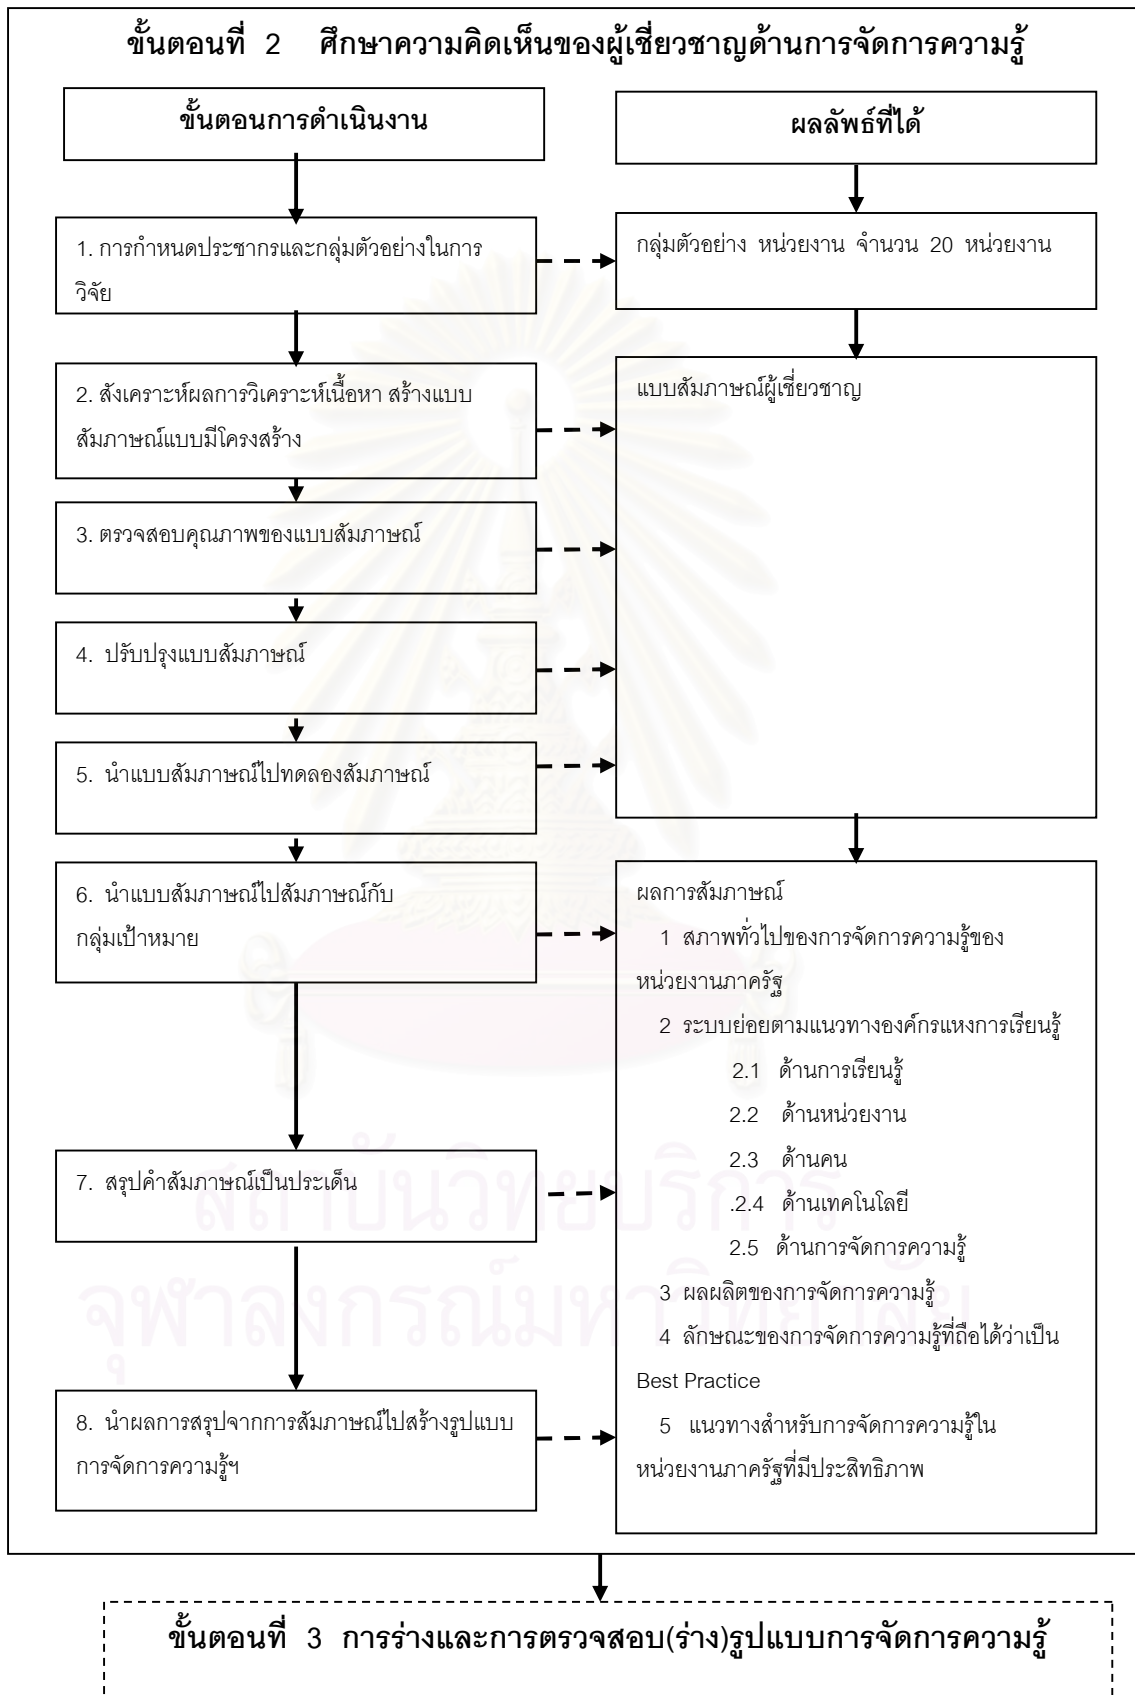 ขั้นตอนที่ 2 ศึกษาความคิดเห็นของผู้เชี่ยวชาญด้านการจัดการความรู้
ขั้นตอนการดำเนินงาน
ผลลัพธ์ที่ได้
1. การกำหนดประชากรและกลุ่มตัวอย่างในการ
วิจัย
กลุ่มตัวอย่าง หน่วยงาน จำนวน 20 หน่วยงาน
2. สังเคราะห์ผลการวิเคราะห์เนื้อหา สร้างแบบ
สัมภาษณ์แบบมีโครงสร้าง
แบบสัมภาษณ์ผู้เชี่ยวชาญ
3. ตรวจสอบคุณภาพของแบบสัมภาษณ์
4. ปรับปรุงแบบสัมภาษณ์
5. นำแบบสัมภาษณ์ไปทดลองสัมภาษณ์
6. นำแบบสัมภาษณ์ไปสัมภาษณ์กับ
กลุ่มเป้าหมาย
7. สรุปคำสัมภาษณ์เป็นประเด็น
8. นำผลการสรุปจากการสัมภาษณ์ไปสร้างรูปแบบ
การจัดการความรู้ฯ
ผลการสัมภาษณ์
1 สภาพทั่วไปของการจัดการความรู้ของ
หน่วยงานภาครัฐ
2 ระบบย่อยตามแนวทางองค์กรแห่งการเรียนรู้
2.1 ด้านการเรียนรู้
2.2 ด้านหน่วยงาน
2.3 ด้านคน
.2.4 ด้านเทคโนโลยี
2.5 ด้านการจัดการความรู้
3 ผลผลิตของการจัดการความรู้
4 ลักษณะของการจัดการความรู้ที่ถือได้ว่าเป็น
Best Practice
5 แนวทางสำหรับการจัดการความรู้ใน
หน่วยงานภาครัฐที่มีประสิทธิภาพ
สถาบันวิทยบริการ
จุฬาลงกรณ์มหาวิทยาลัย
ขั้นตอนที่ 3 การร่างและการตรวจสอบ(ร่าง)รูปแบบการจัดการความรู้